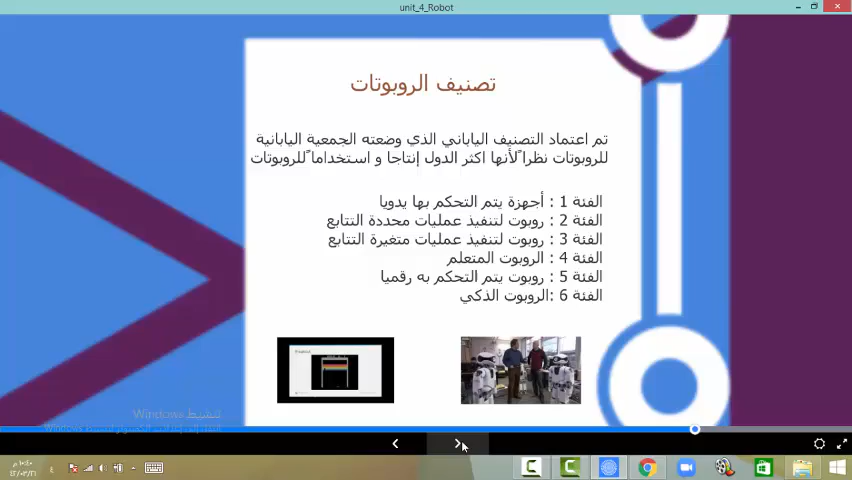 unit_4_Robot
تصنيف الروبوتات
تم اعتماد التصنيف الياباني الذي وضعته الجمعية اليابانية
للروبوتات نظرا ًلأنها اكثر الدول إنتاجا و استخداما ًللروبوتات
الفئة 1 : أجهزة يتم التحكم بها يدويا
الفئة 2 : روبوت لتنفيذ عمليات محددة التتابع
الفئة 3 : روبوت لتنفيذ عمليات متغيرة التتابع
الفئة 4 : الروبوت المتعلم
الفئة 5 : روبوت يتم التحكم به رقميا
الفئة 6 :الروبوت الذكي
تنشيط Windows